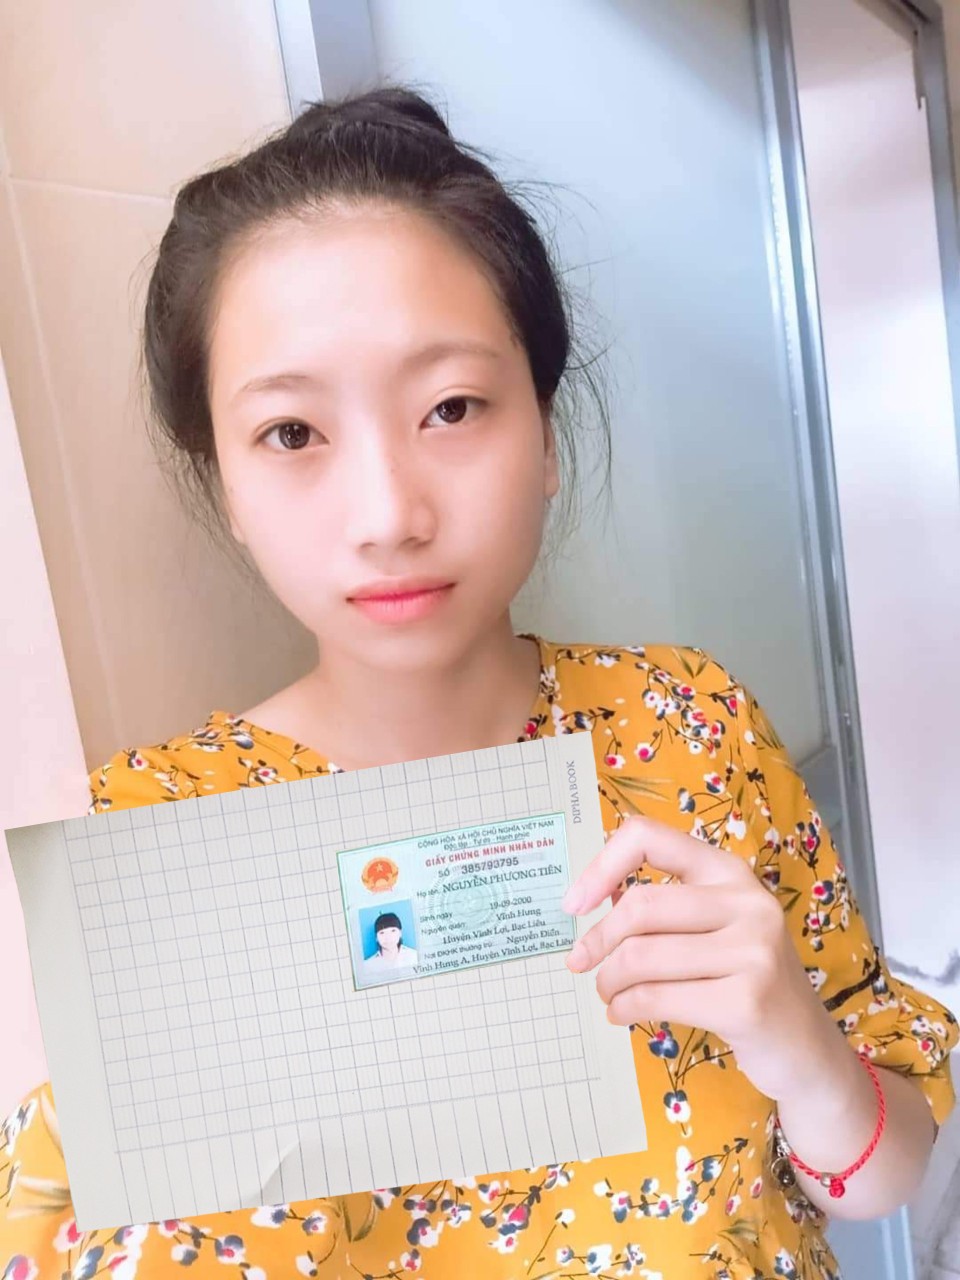 DIPHA BOOK
CỘNG HÒA XÃ HỘI CHỦ NGHĨA VIỆT NAM
Độc lập - Tự do - Hạnh phúc
GIẤY CHỨNG MINH NHÂN DÂN
SỐ 385793795
Họ tên: NGUYỄN PHƯỢNG TIÊN
Sinh ngày 19-09-2000
Nguyên quán: Vĩnh Hưng
Huyện Vĩnh Lợi, Bạc Liêu
Nơi ĐKHK thường trú: Nguyễn Điền
Vĩnh Hưng A, Huyện Vĩnh Lợi, Bạc Liêu